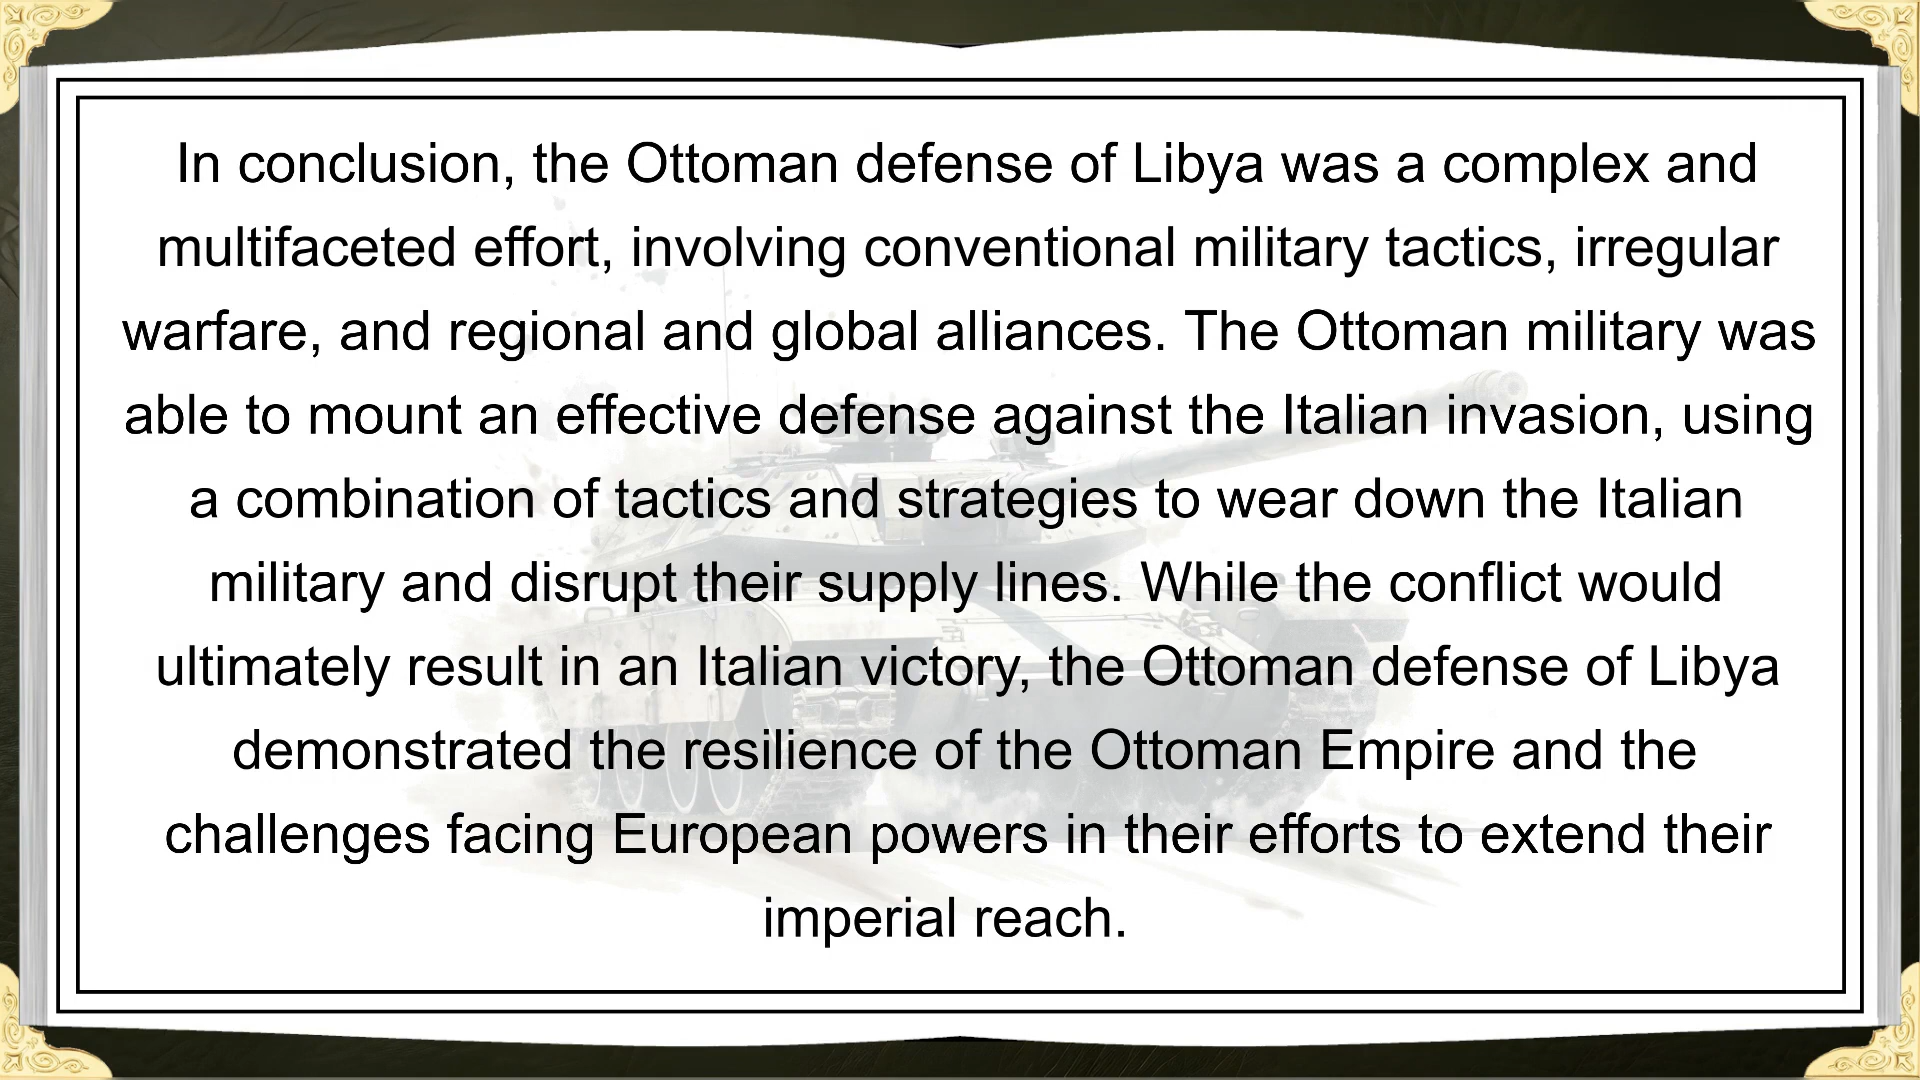 In conclusion, the Ottoman defense of Libya was a complex and
multifaceted effort, involving conventional military tactics, irregular
warfare, and regional and global alliances. The Ottoman military was
able to mount an effective defense against the Italian invasion, using
a combination of tactics and strategies to wear down the Italian
military and disrupt their supply lines. While the conflict would
ultimately result in an Italian victory, the Ottoman defense of Libya
demonstrated the resilience of the Ottoman Empire and the
challenges facing European powers in their efforts to extend their
imperial reach.